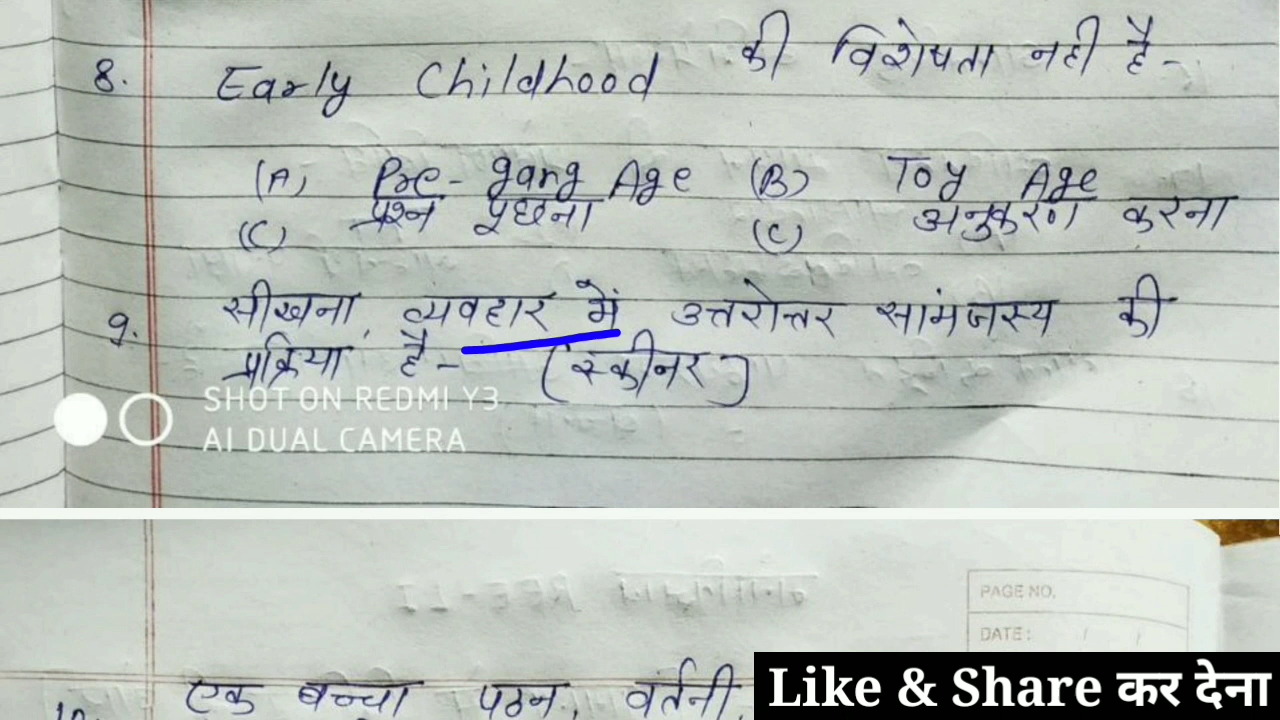 8. Early Childhood की विशेषता नही है-
(A) Pre-gang Age (B) Toy Age
(C) प्रश्न पूछना (C) अनुकरण करना
9. सीखना, व्यवहार में उत्तरोत्तर सामंजस्य की
प्रक्रिया है- (स्कीनर)
SHOT ON REDMI Y3
AI DUAL CAMERA
PAGE NO.
DATE:
10. एक बच्चा पठन, वर्तनी,
Like & Share कर देना